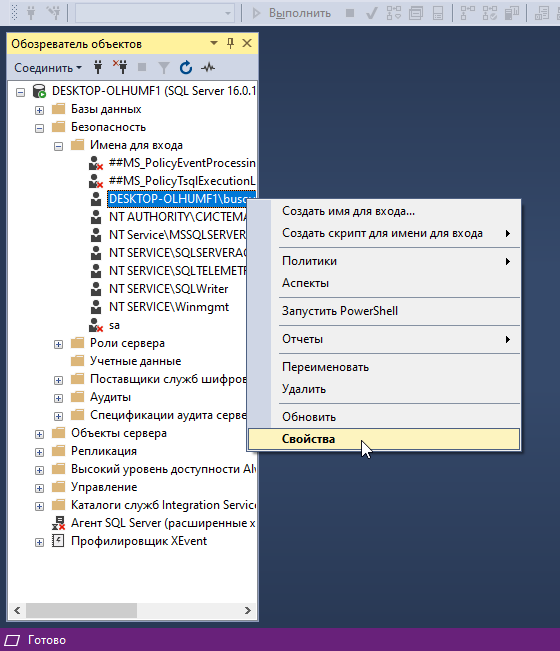 Выполнить
Обозреватель объектов
Соединить
DESKTOP-OLHUMF1 (SQL Server 16.0.1
Базы данных
Безопасность
Имена для входа
##MS_PolicyEventProcessin
##MS_PolicyTsqlExecutionL
DESKTOP-OLHUMF1\busc
NT AUTHORITY\СИСТЕМА
NT Service\MSSQLSERVER
NT SERVICE\SQLSERVERAG
NT SERVICE\SQLTELEMETR
NT SERVICE\SQLWriter
NT SERVICE\Winmgmt
sa
Роли сервера
Учетные данные
Поставщики служб шифров
Аудиты
Спецификации аудита серве
Объекты сервера
Репликация
Высокий уровень доступности Alw
Управление
Каталоги служб Integration Service
Агент SQL Server (расширенные x
Профилировщик XEvent
Создать имя для входа...
Создать скрипт для имени для входа
Политики
Аспекты
Запустить PowerShell
Отчеты
Переименовать
Удалить
Обновить
Свойства
Готово